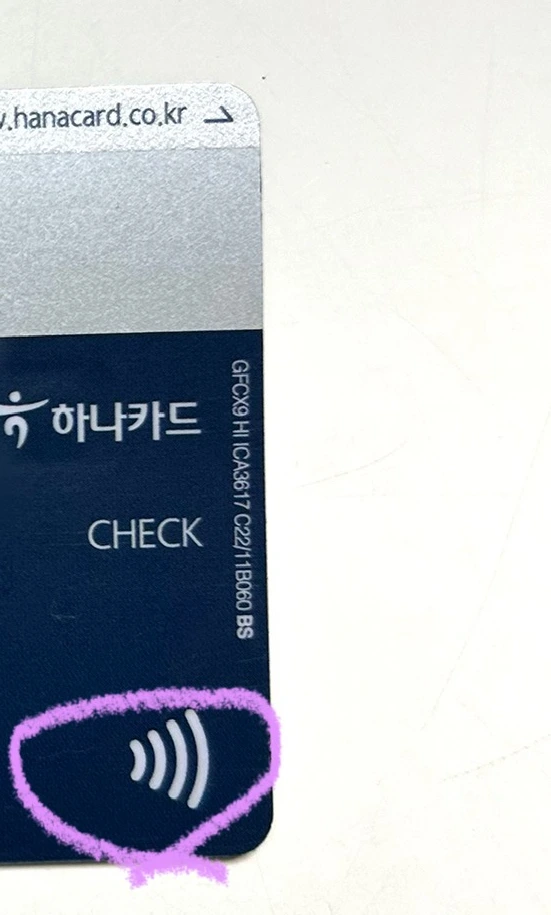 .hanacard.co.kr
하나카드
CHECK
GFCX9 HI ICA3617 C22/11B060 BS